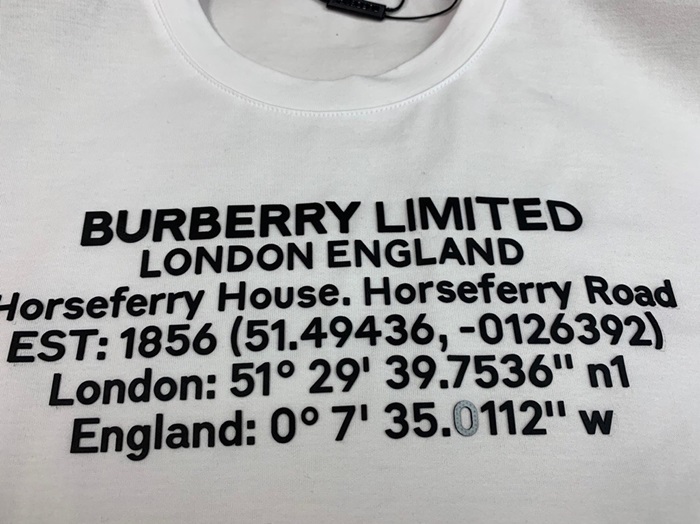 BURBERRY LIMITED
LONDON ENGLAND
Horseferry House. Horseferry Road
EST: 1856 (51.49436, -0126392)
London: 51° 29' 39.7536" n1
England: 0° 7' 35.0112" w